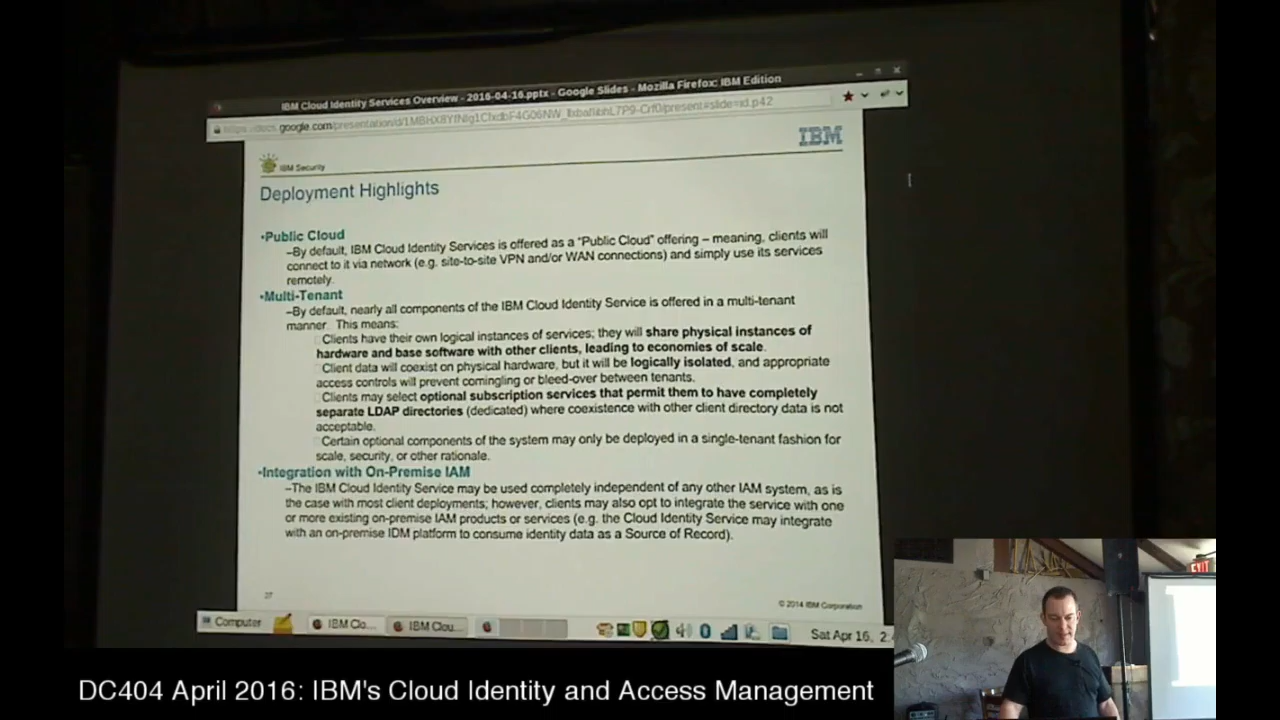 IBM Cloud Identity Services Overview - 2016-04-16.pptx - Google Slides - Mozilla Firefox: IBM Edition
google.com/presentation/d/
IBM
IBM Security
Deployment Highlights
•Public Cloud
–By default, IBM Cloud Identity Services is offered as a "Public Cloud" offering – meaning, clients will
connect to it via network (e.g. site-to-site VPN and/or WAN connections) and simply use its services
remotely.
•Multi-Tenant
–By default, nearly all components of the IBM Cloud Identity Service is offered in a multi-tenant
manner. This means:
Clients have their own logical instances of services; they will share physical instances of
hardware and base software with other clients, leading to economies of scale.
Client data will coexist on physical hardware, but it will be logically isolated, and appropriate
access controls will prevent comingling or bleed-over between tenants.
Clients may select optional subscription services that permit them to have completely
separate LDAP directories (dedicated) where coexistence with other client directory data is not
acceptable.
Certain optional components of the system may only be deployed in a single-tenant fashion for
scale, security, or other rationale.
•Integration with On-Premise IAM
–The IBM Cloud Identity Service may be used completely independent of any other IAM system, as is
the case with most client deployments; however, clients may also opt to integrate the service with one
or more existing on-premise IAM products or services (e.g. the Cloud Identity Service may integrate
with an on-premise IDM platform to consume identity data as a Source of Record).
© 2014 IBM Corporation
Computer
IBM Clo...
IBM Clou...
Sat Apr 16, 2:
EXIT
DC404 April 2016: IBM's Cloud Identity and Access Management